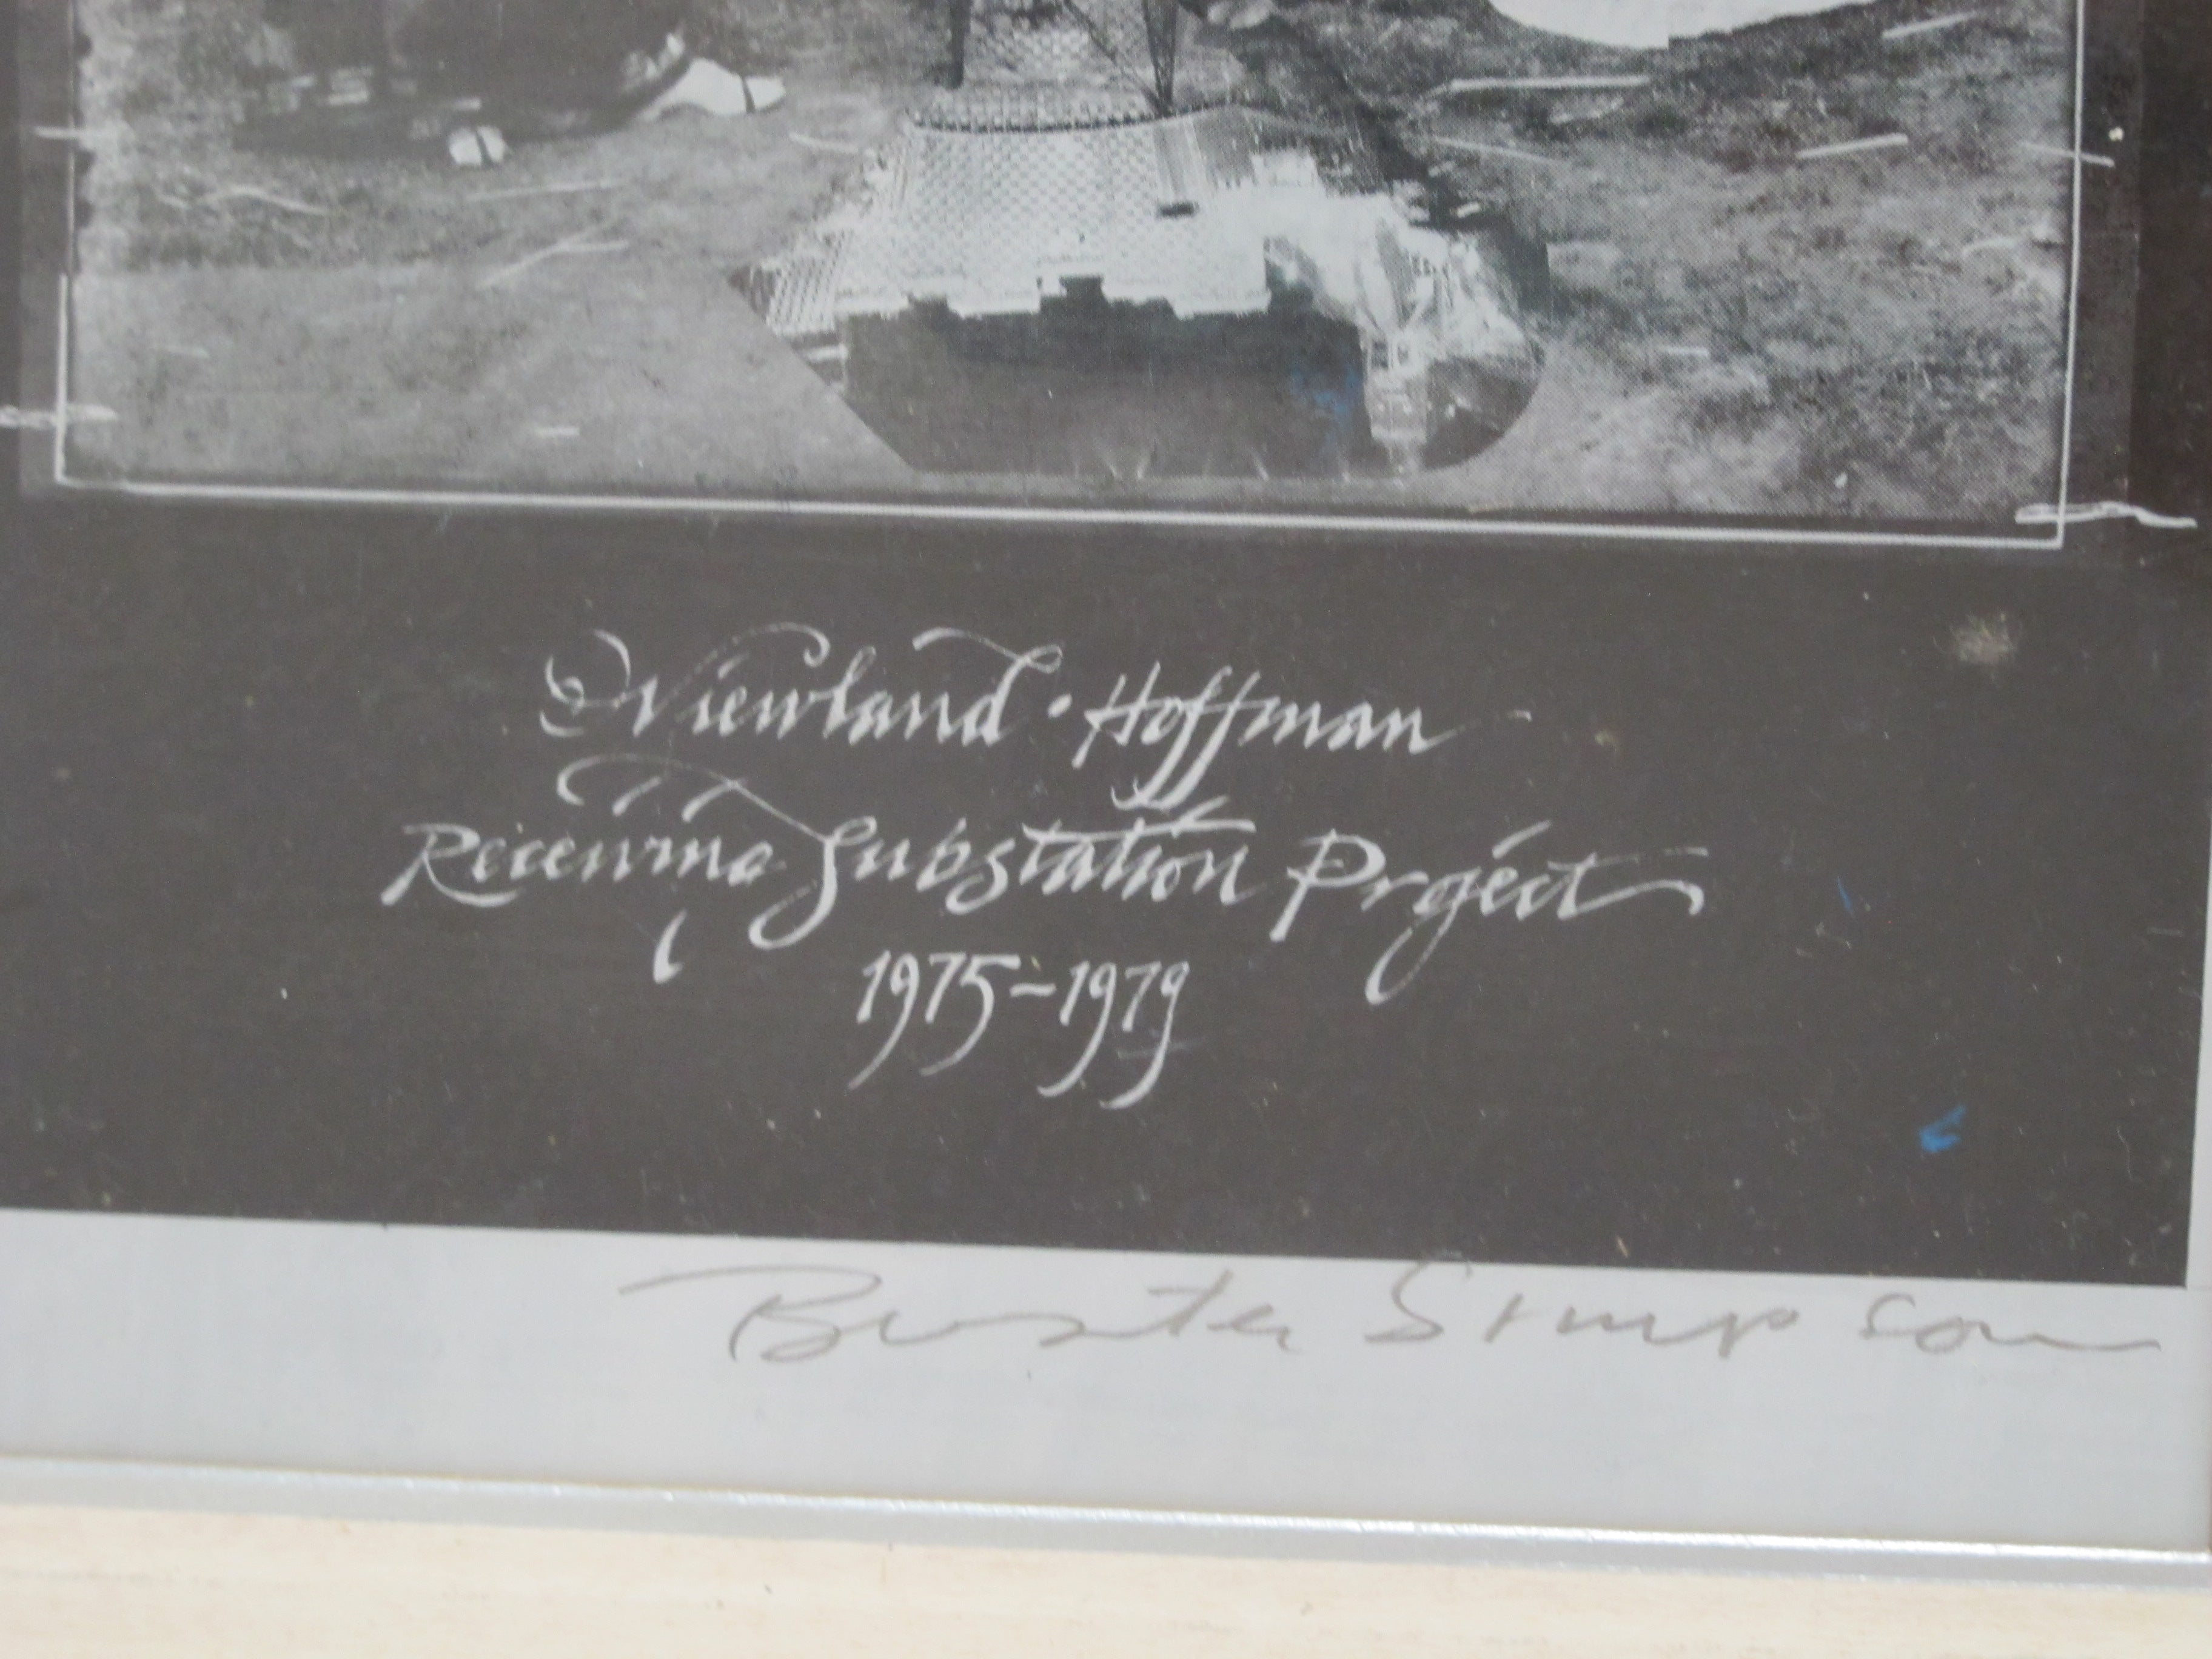 Viewland · Hoffman
Receiving Substation Project
1975-1979
Buster Simpson